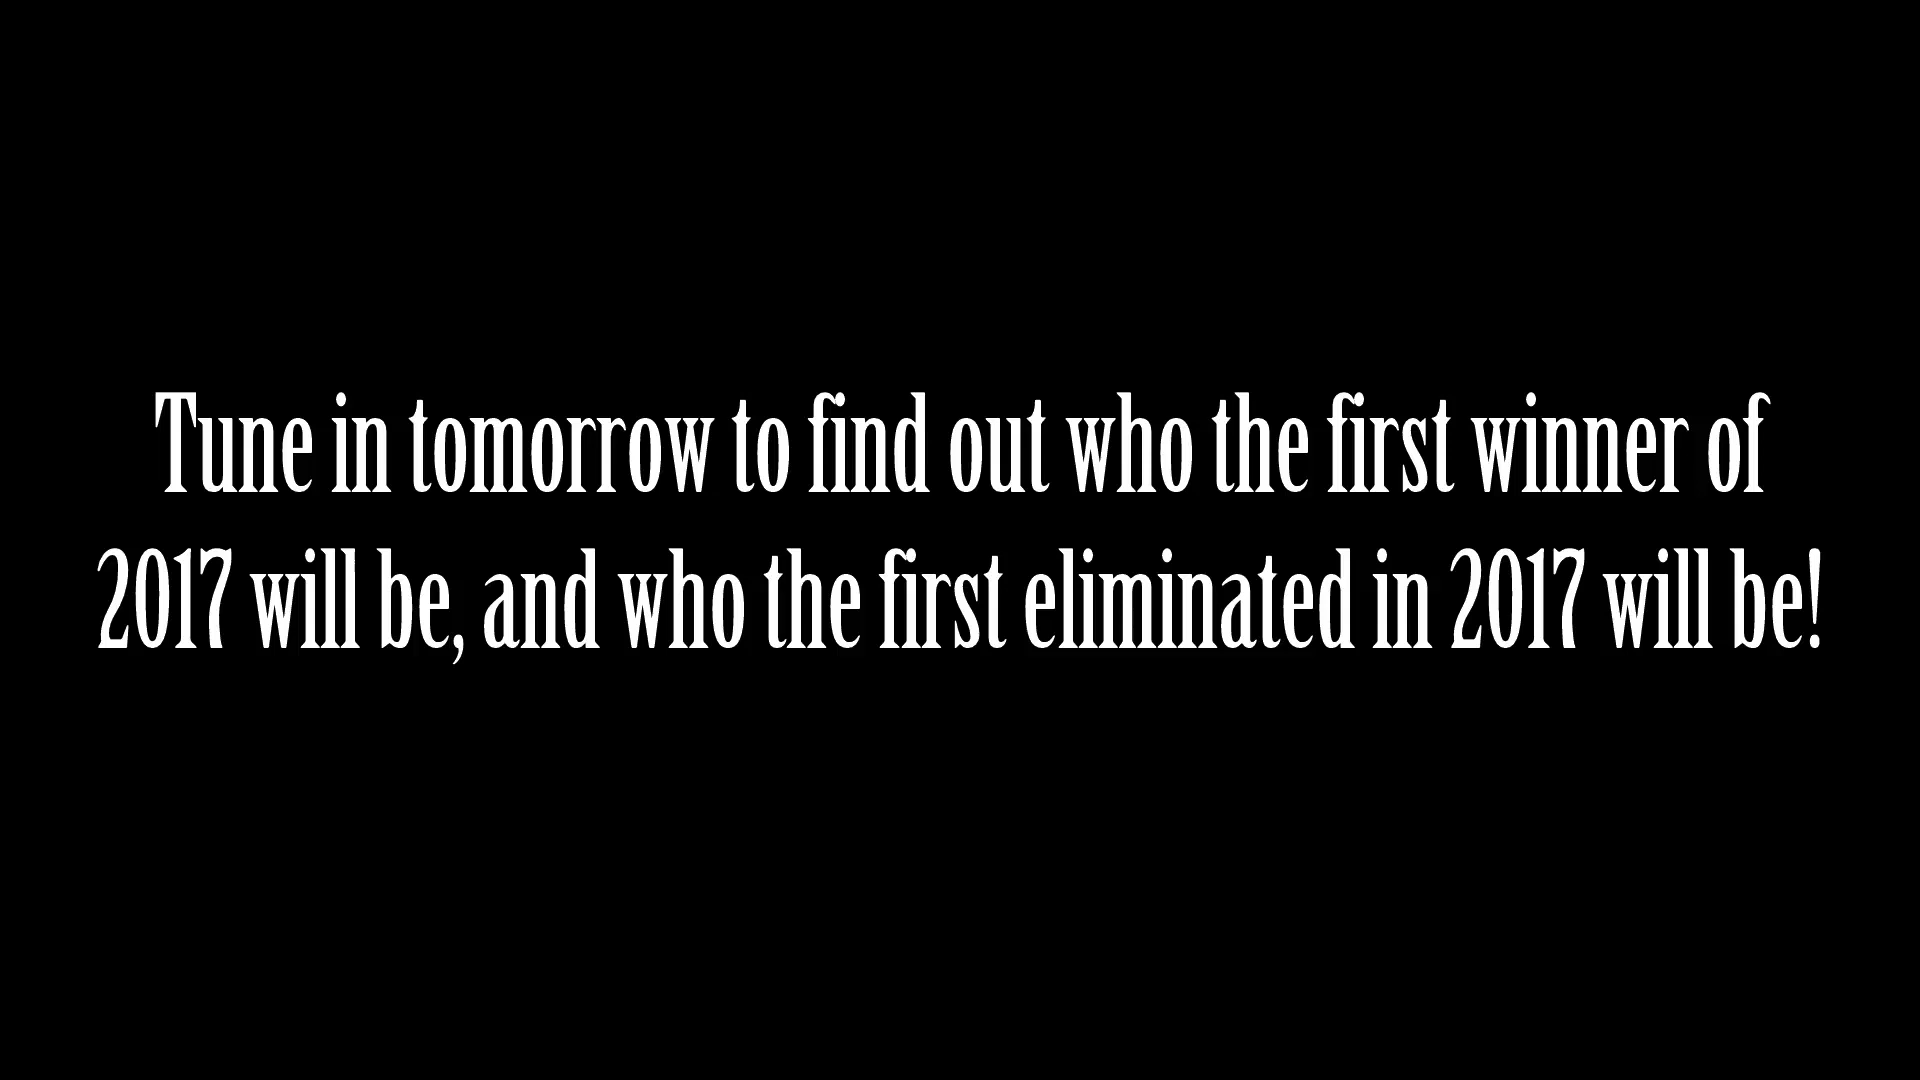 Tune in tomorrow to find out who the first winner of
2017 will be, and who the first eliminated in 2017 will be!